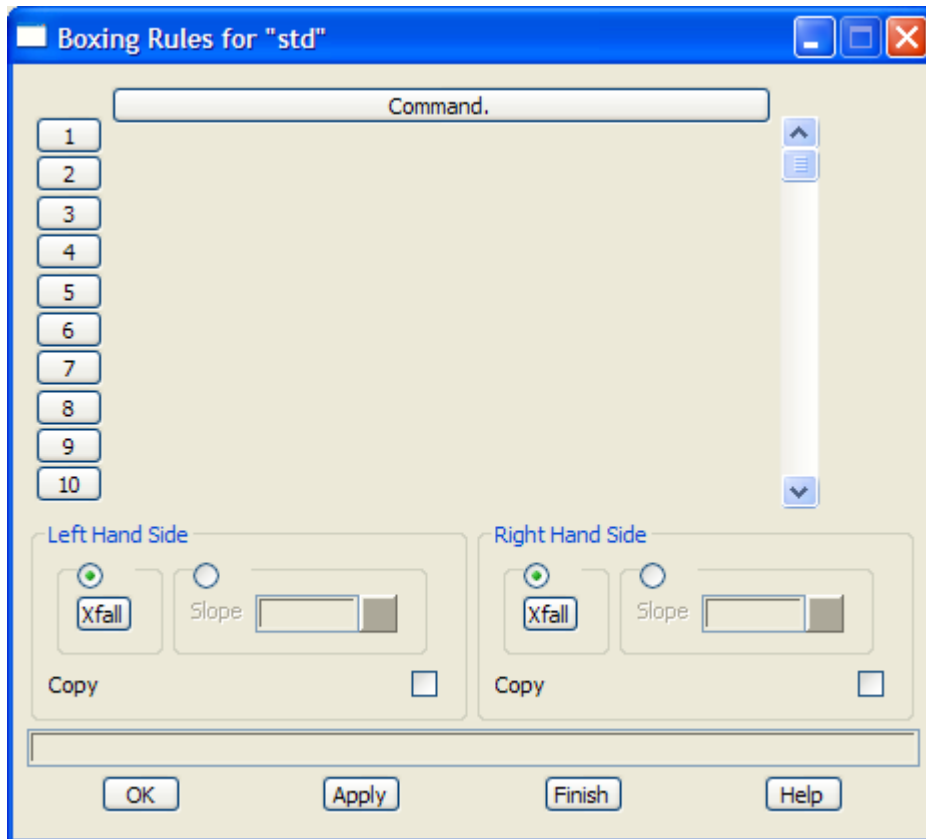 Boxing Rules for "std"
Command.
1
2
3
4
5
6
7
8
9
10
Left Hand Side
Right Hand Side
Xfall
Slope
Xfall
Slope
Copy
Copy
OK
Apply
Finish
Help